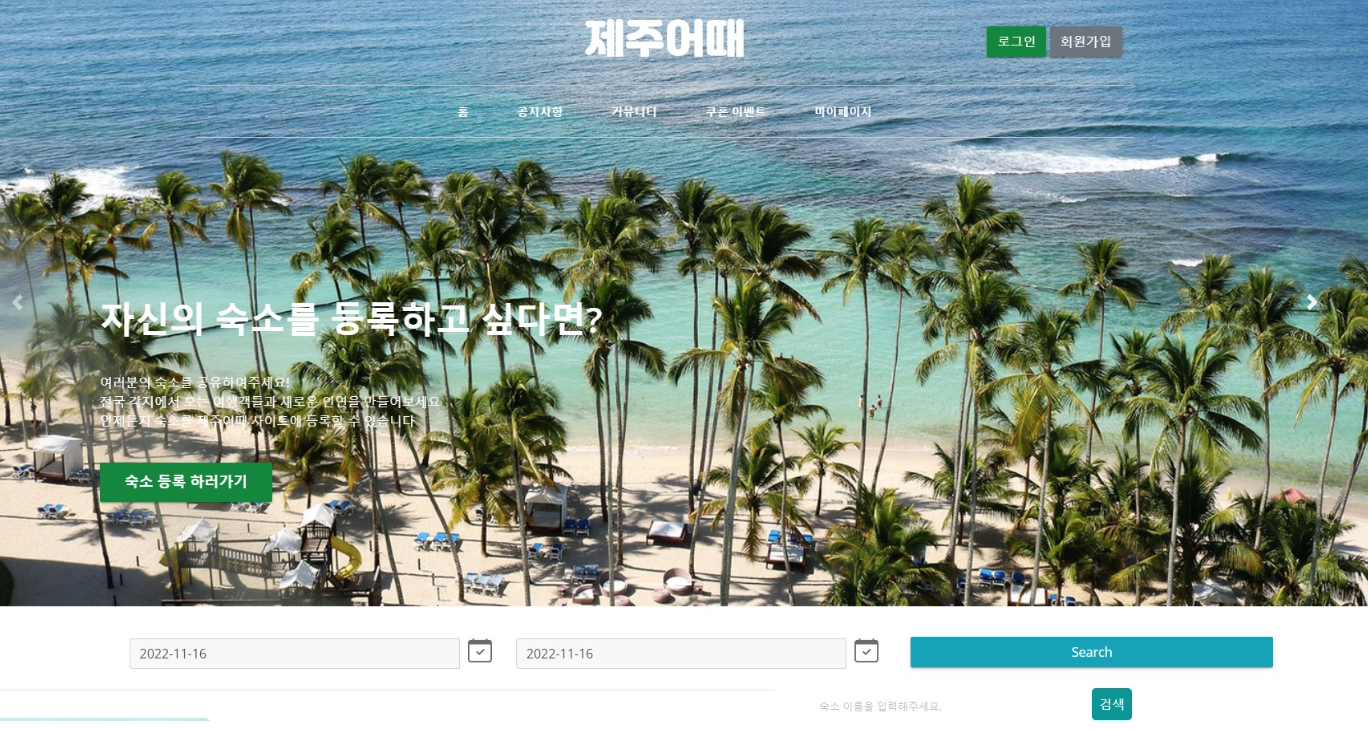 제주어때
로그인 회원가입
홈 공지사항 커뮤니티 쿠폰 이벤트 마이페이지
자신의 숙소를 등록하고 싶다면?
여러분의 숙소를 공유하여주세요!
전국 각지에서 오는 여행객들과 새로운 인연을 만들어보세요
언제든지 숙소를 제주어때 사이트에 등록할 수 있습니다
숙소 등록 하러가기
2022-11-16 2022-11-16 Search
숙소 이름을 입력해주세요. 검색